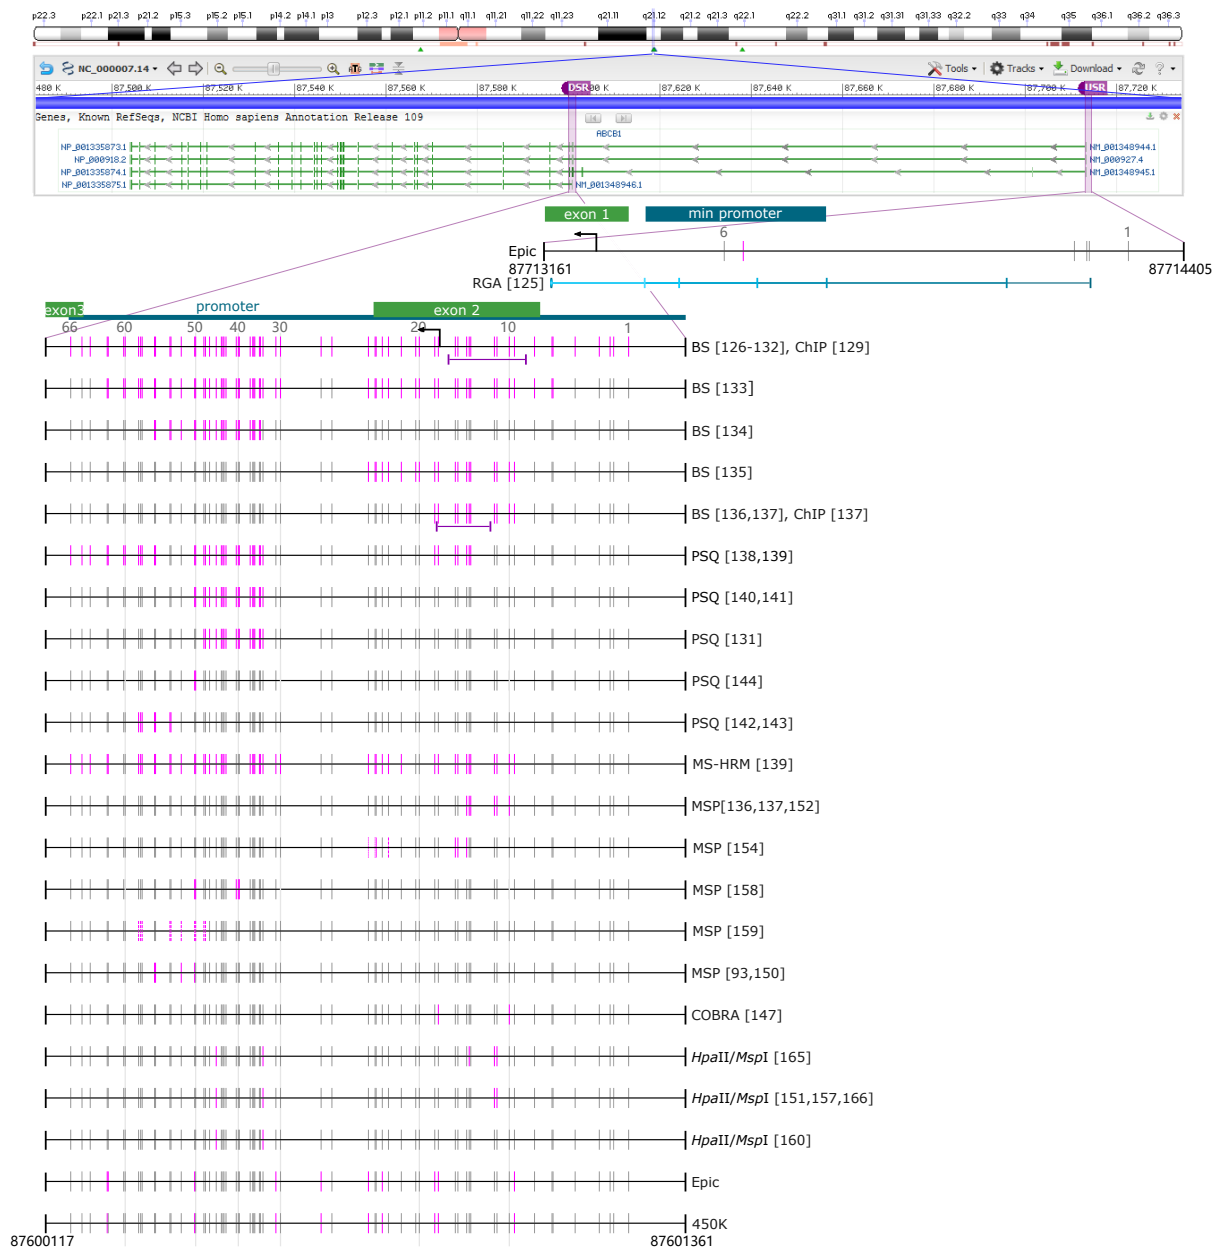 p22.3 p22.1 p21.3 p21.2 p21.1 p15.3 p15.2 p15.1 p14.3 p14.2 p14.1 p13 p12.3 p12.1 p11.2 p11.1 q11.1 q11.21 q11.22 q11.23 q21.11 q21.12 q21.2 q21.3 q22.1 q22.2 q31.1 q31.2 q31.31 q31.33 q32.2 q33 q34 q35 q36.1 q36.2 q36.3
NC_000007.14 Tools Tracks Download ?
480 K 87,500 K 87,520 K 87,540 K 87,560 K 87,580 K DSR 00 K 87,620 K 87,640 K 87,660 K 87,680 K 87,700 K USR 87,720 K
Genes, Known RefSeqs, NCBI Homo sapiens Annotation Release 109
ABCB1
NP_001335873.1 NM_001348944.1
NP_000918.2 NM_000927.4
NP_001335874.1 NM_001348945.1
NP_001335875.1 NM_001348946.1
exon 1 min promoter
6 1
Epic
87713161 87714405
RGA [125]
exon3 promoter exon 2
66 60 50 40 30 20 10 1
BS [126-132], ChIP [129]
BS [133]
BS [134]
BS [135]
BS [136,137], ChIP [137]
PSQ [138,139]
PSQ [140,141]
PSQ [131]
PSQ [144]
PSQ [142,143]
MS-HRM [139]
MSP[136,137,152]
MSP [154]
MSP [158]
MSP [159]
MSP [93,150]
COBRA [147]
HpaII/MspI [165]
HpaII/MspI [151,157,166]
HpaII/MspI [160]
Epic
450K
87600117 87601361